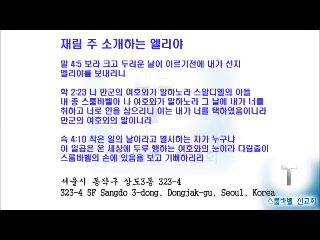 재림 주 소개하는 엘리야
말 4:5 보라 크고 두려운 날이 이르기전에 내가 선지
엘리야를 보내리니
학 2:23 나 만군의 여호와가 말하노라 스알디엘의 아들
내 종 스룹바벨아 나 여호와가 말하노라 그 날에 내가 너를
취하고 너로 인을 삼으리니 이는 내가 너를 택하였음이니라
만군의 여호와의 말이니라
슥 4:10 작은 일의 날이라고 멸시하는 자가 누구냐
이 일곱은 온 세상에 두루 행하는 여호와의 눈이라 다림줄이
스룹바벨의 손에 있음을 보고 기뻐하리라
서울시 동작구 상도3동 323-4
323-4 5F Sangdo 3-dong, Dongjak-gu, Seoul, Korea
T
스룹바벨 선교회